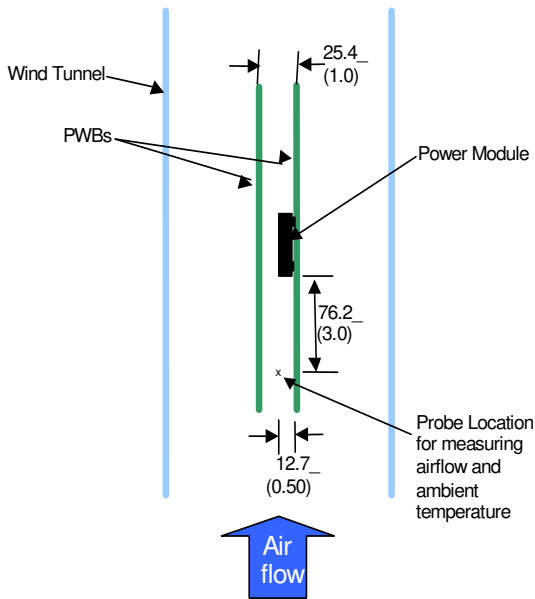 25.4_
(1.0)
Wind Tunnel
PWBs
Power Module
76.2_
(3.0)
x
Probe Location
for measuring
airflow and
ambient
temperature
12.7_
(0.50)
Air
flow